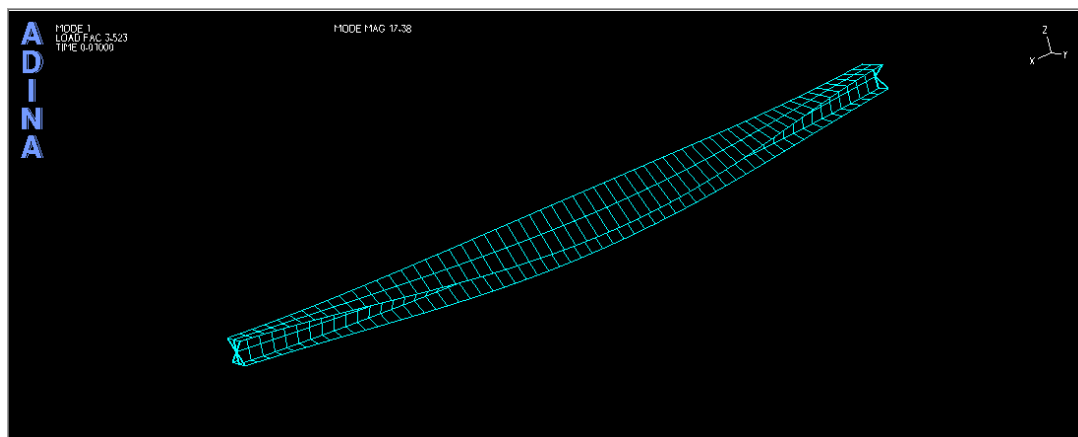 ADINA
MODE 1
LOAD FAC 3.523
TIME 0.01000
MODE MAG 17.38
Z
X
Y